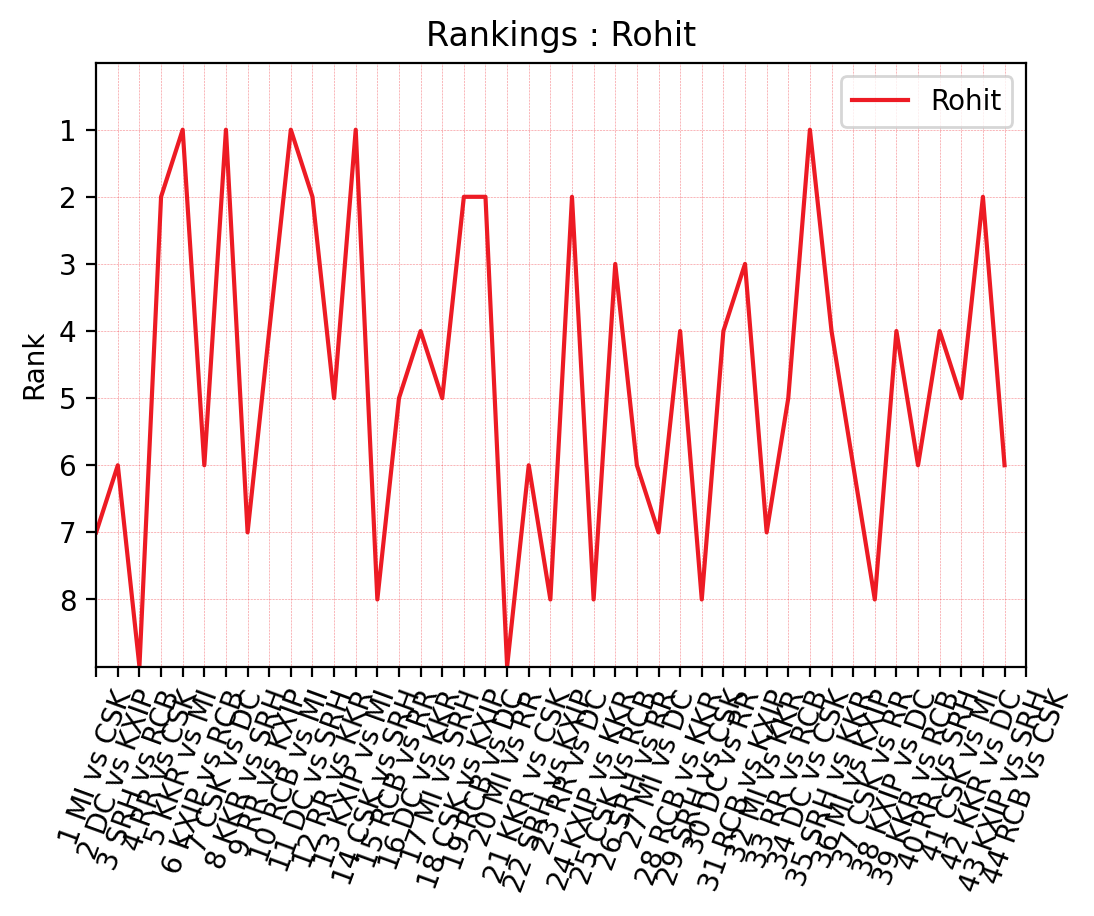 Rankings : Rohit
Rohit
Rank
1
2
3
4
5
6
7
8
1 MI vs CSK
2 DC vs KXIP
3 SRH vs RCB
4 RR vs CSK
5 KKR vs MI
6 KXIP vs RCB
7 CSK vs DC
8 KKR vs SRH
9 RR vs KXIP
10 RCB vs MI
11 DC vs SRH
12 RR vs KKR
13 KXIP vs MI
14 CSK vs SRH
15 RCB vs RR
16 DC vs KKR
17 MI vs SRH
18 CSK vs KXIP
19 RCB vs DC
20 MI vs RR
21 KKR vs CSK
22 SRH vs KXIP
23 RR vs DC
24 KXIP vs KKR
25 CSK vs RCB
26 SRH vs RR
27 MI vs DC
28 RCB vs KKR
29 SRH vs CSK
30 DC vs RR
31 RCB vs KXIP
32 MI vs KKR
33 RR vs RCB
34 DC vs CSK
35 SRH vs KKR
36 MI vs KXIP
37 CSK vs RR
38 KXIP vs DC
39 KKR vs RCB
40 RR vs SRH
41 CSK vs MI
42 KKR vs DC
43 KXIP vs SRH
44 RCB vs CSK